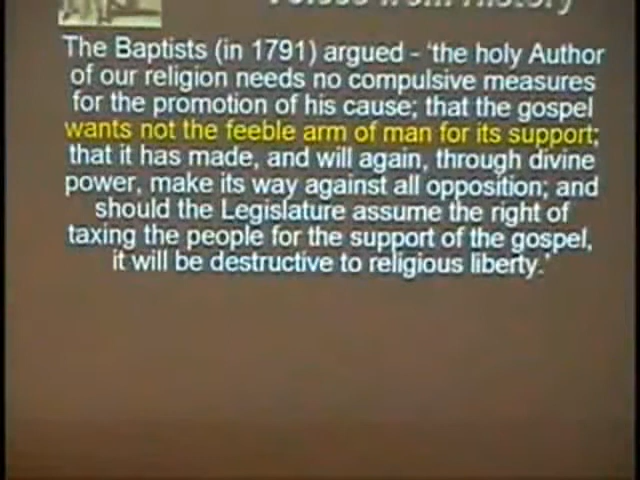 from History
The Baptists (in 1791) argued - 'the holy Author
of our religion needs no compulsive measures
for the promotion of his cause; that the gospel
wants not the feeble arm of man for its support;
that it has made, and will again, through divine
power, make its way against all opposition; and
should the Legislature assume the right of
taxing the people for the support of the gospel,
it will be destructive to religious liberty.'